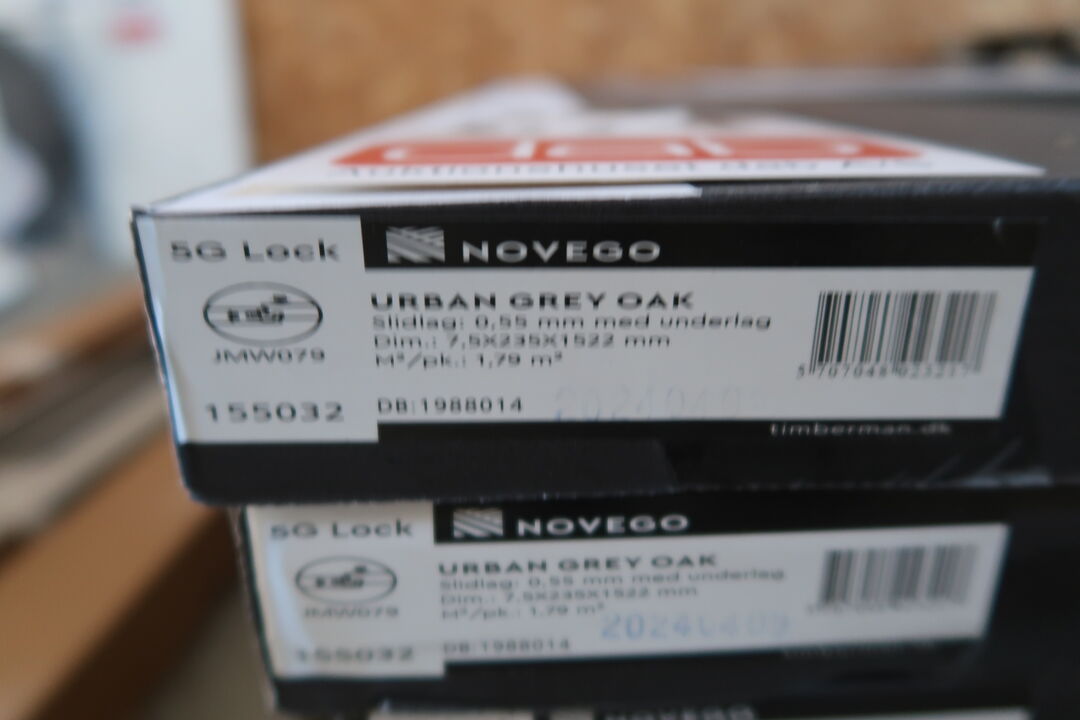 5G Lock
NOVEGO
JMW079
155032
URBAN GREY OAK
Slidlag: 0,55 mm med underlag
Dim.: 7,5X235X1522 mm
M²/pk.: 1,79 m²
DB:1988014
timberman.dk
5G Lock
NOVEGO
JMW079
155032
URBAN GREY OAK
Slidlag: 0,55 mm med underlag
Dim.: 7,5X235X1522 mm
M²/pk.: 1,79 m²
DB:1988014
NOVEGO